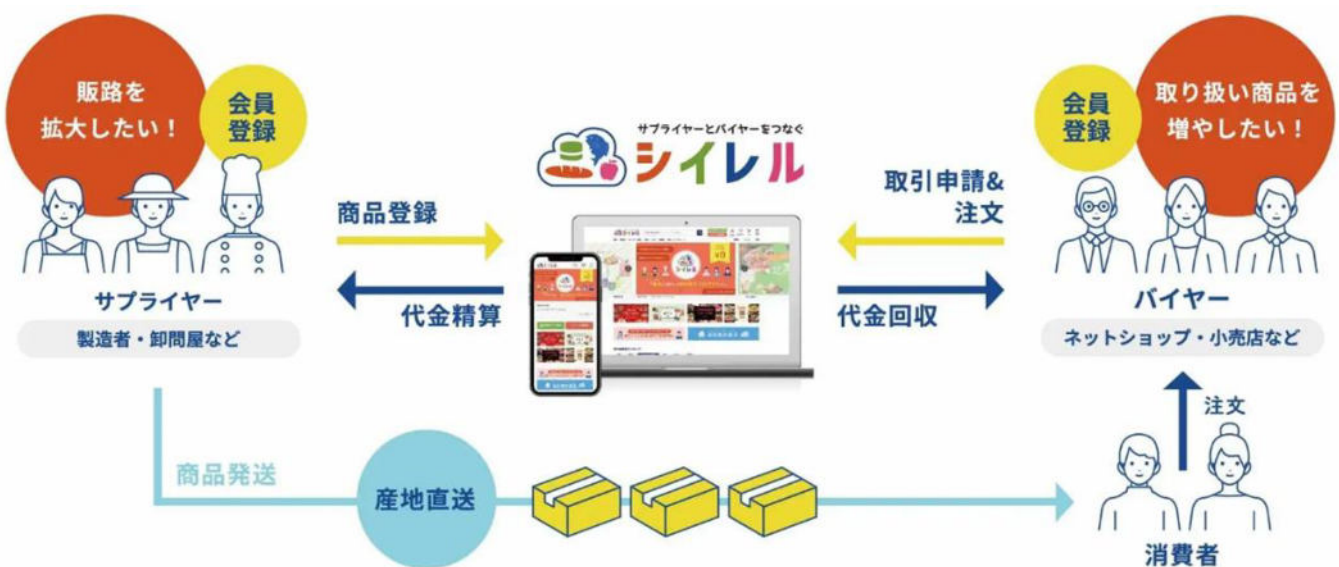 販路を
拡大したい！
会員
登録
サプライヤー
製造者・卸問屋など
商品登録
代金精算
サプライヤーとバイヤーをつなぐ
シイレル
取引申請&
注文
代金回収
会員
登録
取り扱い商品を
増やしたい！
バイヤー
ネットショップ・小売店など
注文
消費者
商品発送
産地直送